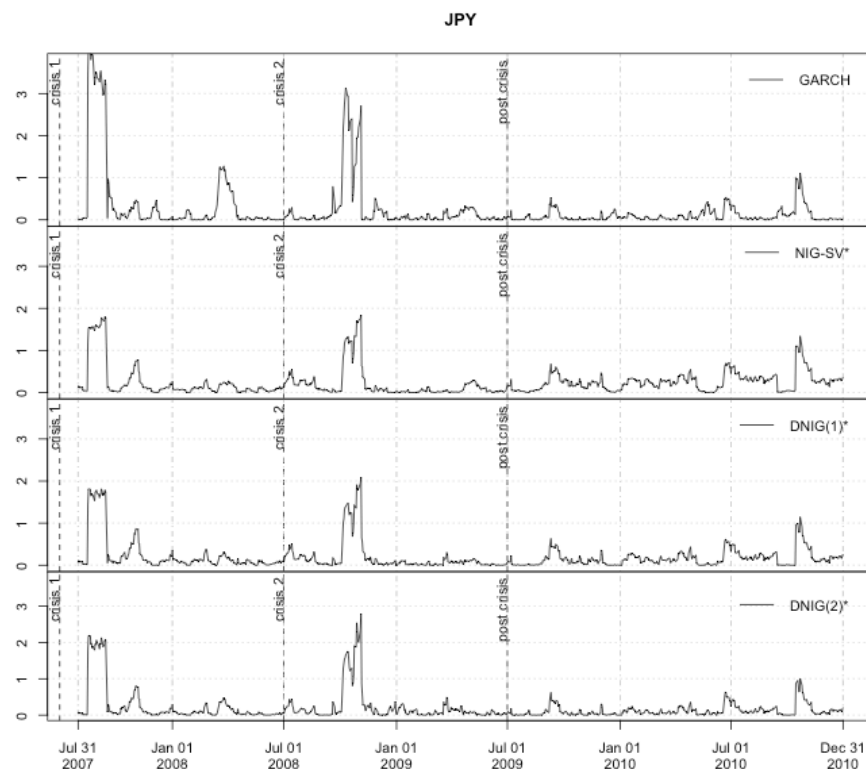 JPY
crisis 1
crisis 2
post crisis
GARCH
3
2
1
0
crisis 1
crisis 2
post crisis
NIG-SV*
3
2
1
0
crisis 1
crisis 2
post crisis
DNIG(1)*
3
2
1
0
crisis 1
crisis 2
post crisis
DNIG(2)*
3
2
1
0
Jul 31 Jan 01 Jul 01 Jan 01 Jul 01 Jan 01 Jul 01 Dec 31
2007 2008 2008 2009 2009 2010 2010 2010